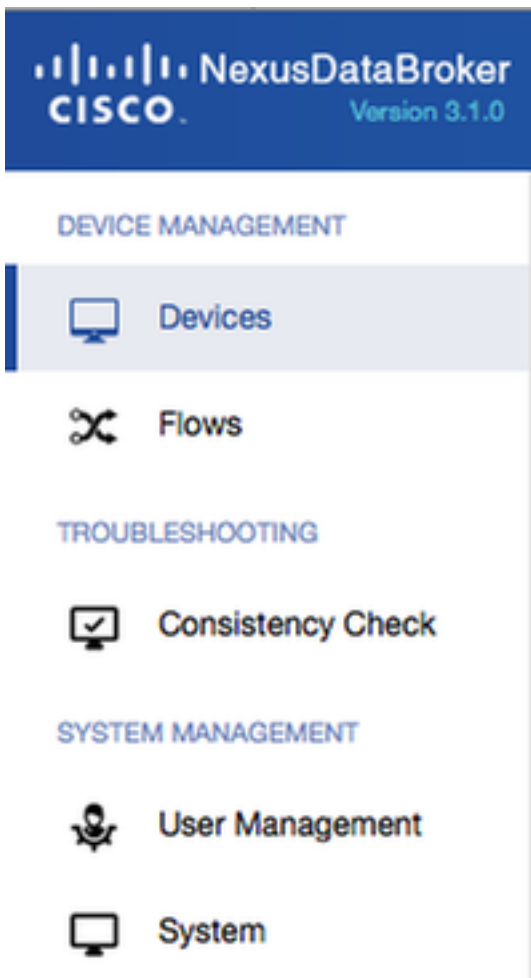 NexusDataBroker
CISCO.
Version 3.1.0
DEVICE MANAGEMENT
Devices
Flows
TROUBLESHOOTING
Consistency Check
SYSTEM MANAGEMENT
User Management
System